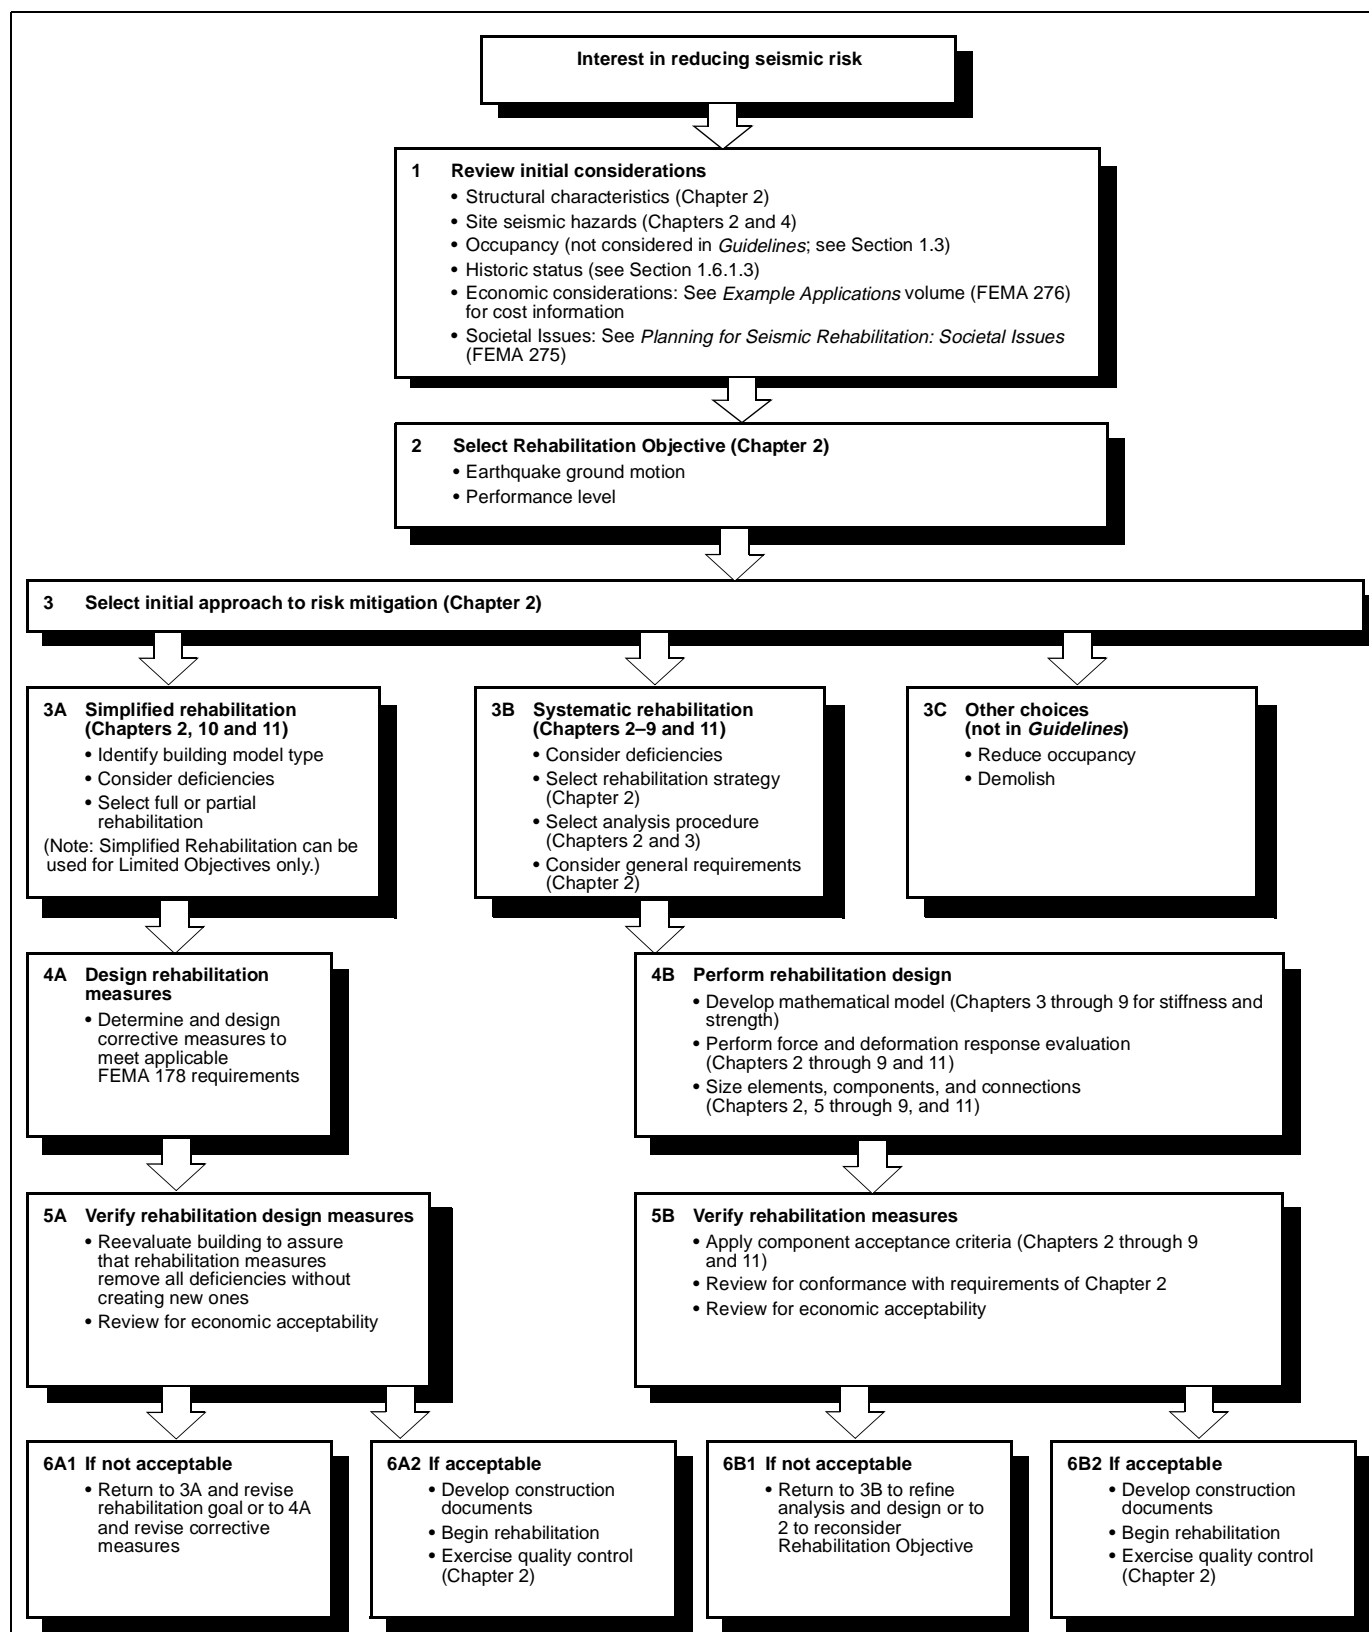 Interest in reducing seismic risk
1 Review initial considerations
• Structural characteristics (Chapter 2)
• Site seismic hazards (Chapters 2 and 4)
• Occupancy (not considered in Guidelines; see Section 1.3)
• Historic status (see Section 1.6.1.3)
• Economic considerations: See Example Applications volume (FEMA 276)
for cost information
• Societal Issues: See Planning for Seismic Rehabilitation: Societal Issues
(FEMA 275)
2 Select Rehabilitation Objective (Chapter 2)
• Earthquake ground motion
• Performance level
3 Select initial approach to risk mitigation (Chapter 2)
3A Simplified rehabilitation
(Chapters 2, 10 and 11)
• Identify building model type
• Consider deficiencies
• Select full or partial
rehabilitation
(Note: Simplified Rehabilitation can be
used for Limited Objectives only.)
3B Systematic rehabilitation
(Chapters 2–9 and 11)
• Consider deficiencies
• Select rehabilitation strategy
(Chapter 2)
• Select analysis procedure
(Chapters 2 and 3)
• Consider general requirements
(Chapter 2)
3C Other choices
(not in Guidelines)
• Reduce occupancy
• Demolish
4A Design rehabilitation
measures
• Determine and design
corrective measures to
meet applicable
FEMA 178 requirements
4B Perform rehabilitation design
• Develop mathematical model (Chapters 3 through 9 for stiffness and
strength)
• Perform force and deformation response evaluation
(Chapters 2 through 9 and 11)
• Size elements, components, and connections
(Chapters 2, 5 through 9, and 11)
5A Verify rehabilitation design measures
• Reevaluate building to assure
that rehabilitation measures
remove all deficiencies without
creating new ones
• Review for economic acceptability
5B Verify rehabilitation measures
• Apply component acceptance criteria (Chapters 2 through 9
and 11)
• Review for conformance with requirements of Chapter 2
• Review for economic acceptability
6A1 If not acceptable
• Return to 3A and revise
rehabilitation goal or to 4A
and revise corrective
measures
6A2 If acceptable
• Develop construction
documents
• Begin rehabilitation
• Exercise quality control
(Chapter 2)
6B1 If not acceptable
• Return to 3B to refine
analysis and design or to
2 to reconsider
Rehabilitation Objective
6B2 If acceptable
• Develop construction
documents
• Begin rehabilitation
• Exercise quality control
(Chapter 2)